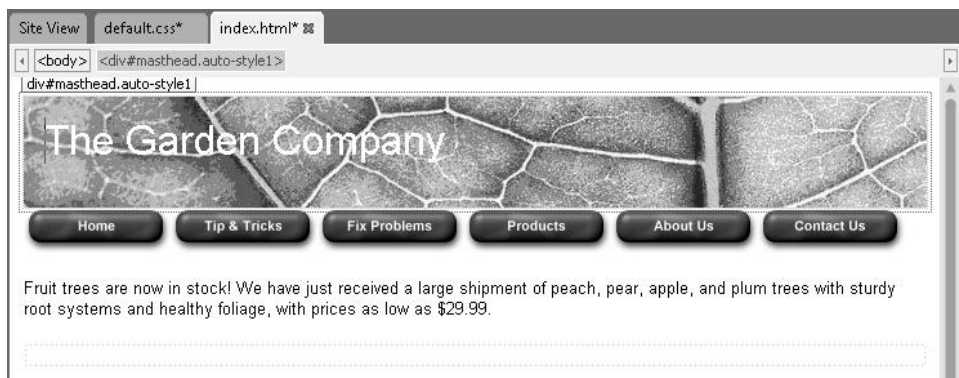 Site View default.css* index.html*
<body> <div#masthead.auto-style1>
div#masthead.auto-style1
The Garden Company
Home Tip & Tricks Fix Problems Products About Us Contact Us
Fruit trees are now in stock! We have just received a large shipment of peach, pear, apple, and plum trees with sturdy
root systems and healthy foliage, with prices as low as $29.99.